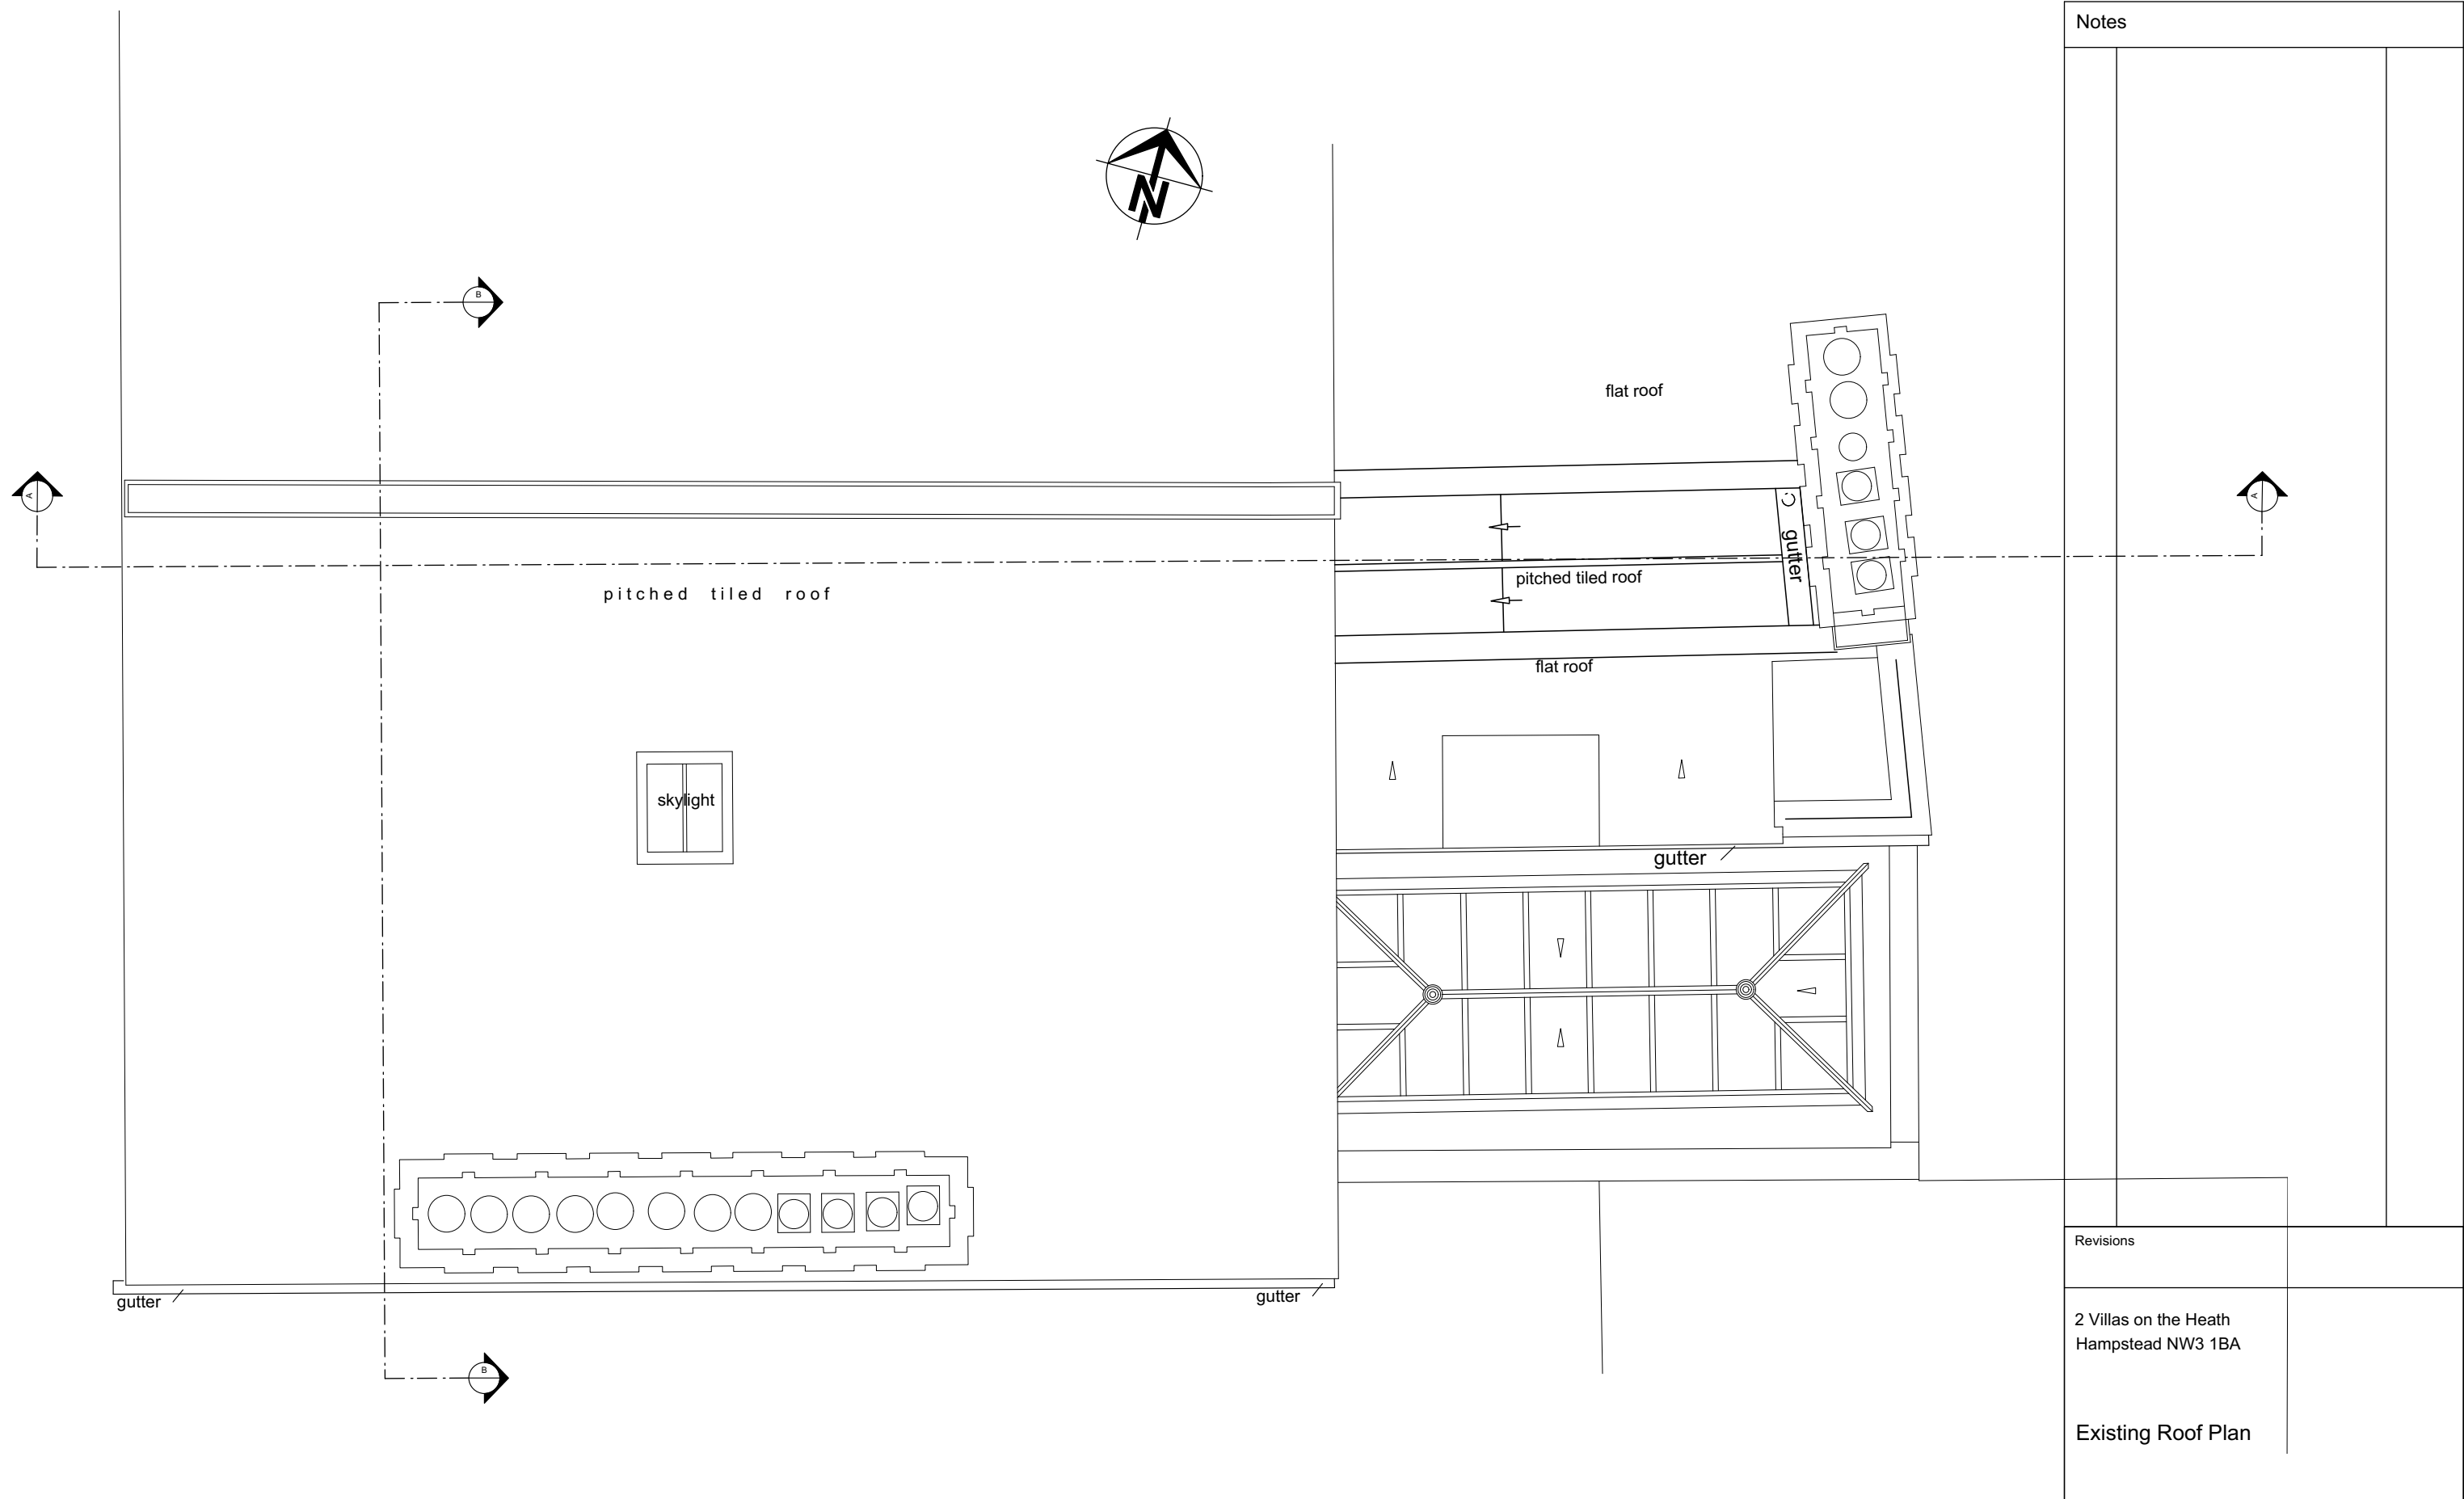 Notes
N
B
flat roof
A
A
gutter
pitched tiled roof
pitched tiled roof
flat roof
skylight
gutter
Revisions
gutter
gutter
2 Villas on the Heath
Hampstead NW3 1BA
B
Existing Roof Plan